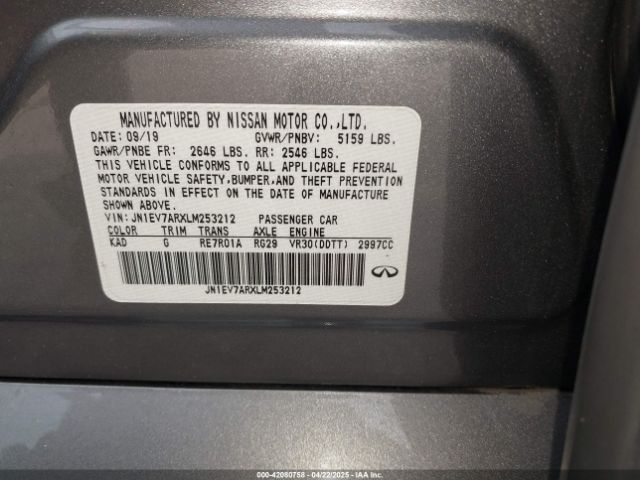 MANUFACTURED BY NISSAN MOTOR CO.,LTD.
DATE: 09/19 GVWR/PNBV: 5159 LBS.
GAWR/PNBE FR: 2646 LBS. RR: 2546 LBS.
THIS VEHICLE CONFORMS TO ALL APPLICABLE FEDERAL
MOTOR VEHICLE SAFETY,BUMPER,AND THEFT PREVENTION
STANDARDS IN EFFECT ON THE DATE OF MANUFACTURE
SHOWN ABOVE.
VIN: JN1EV7ARXLM253212 PASSENGER CAR
COLOR TRIM TRANS AXLE ENGINE
KAD G RE7R01A RG29 VR30(DDTT) 2997CC
JN1EV7ARXLM253212
000-42080758 - 04/22/2025 - IAAI.COM